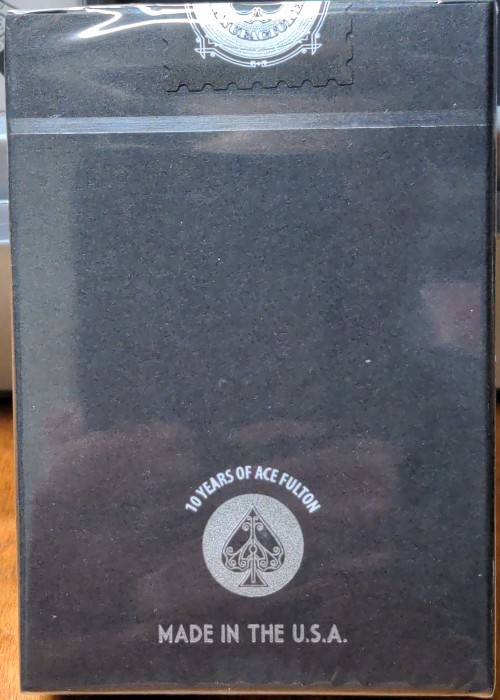 10 YEARS OF ACE FULTON
MADE IN THE U.S.A.